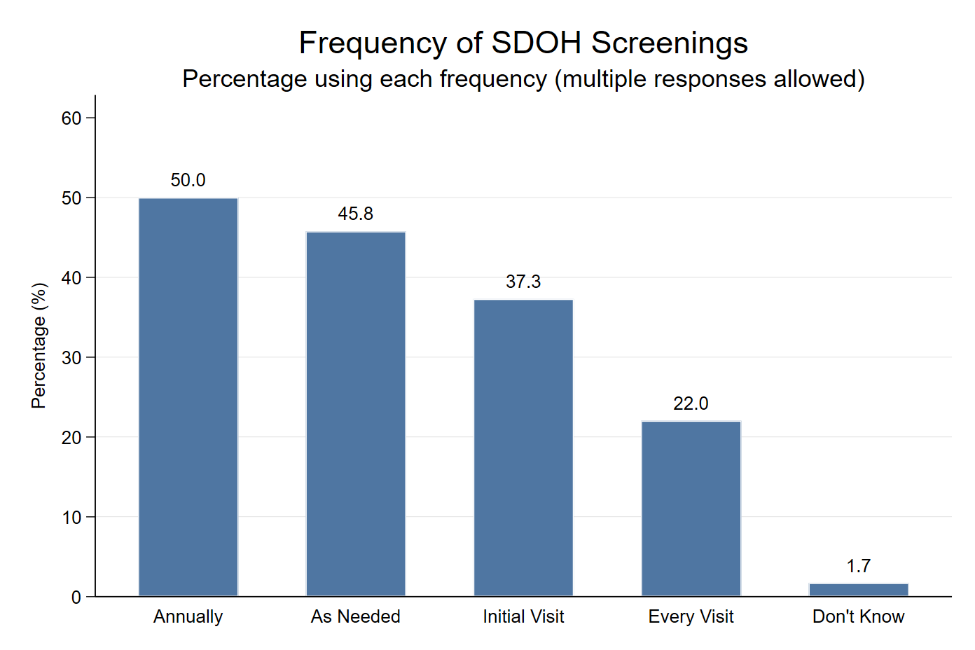 Frequency of SDOH Screenings
Percentage using each frequency (multiple responses allowed)
Percentage (%)
60
50
40
30
20
10
0
50.0
45.8
37.3
22.0
1.7
Annually
As Needed
Initial Visit
Every Visit
Don't Know